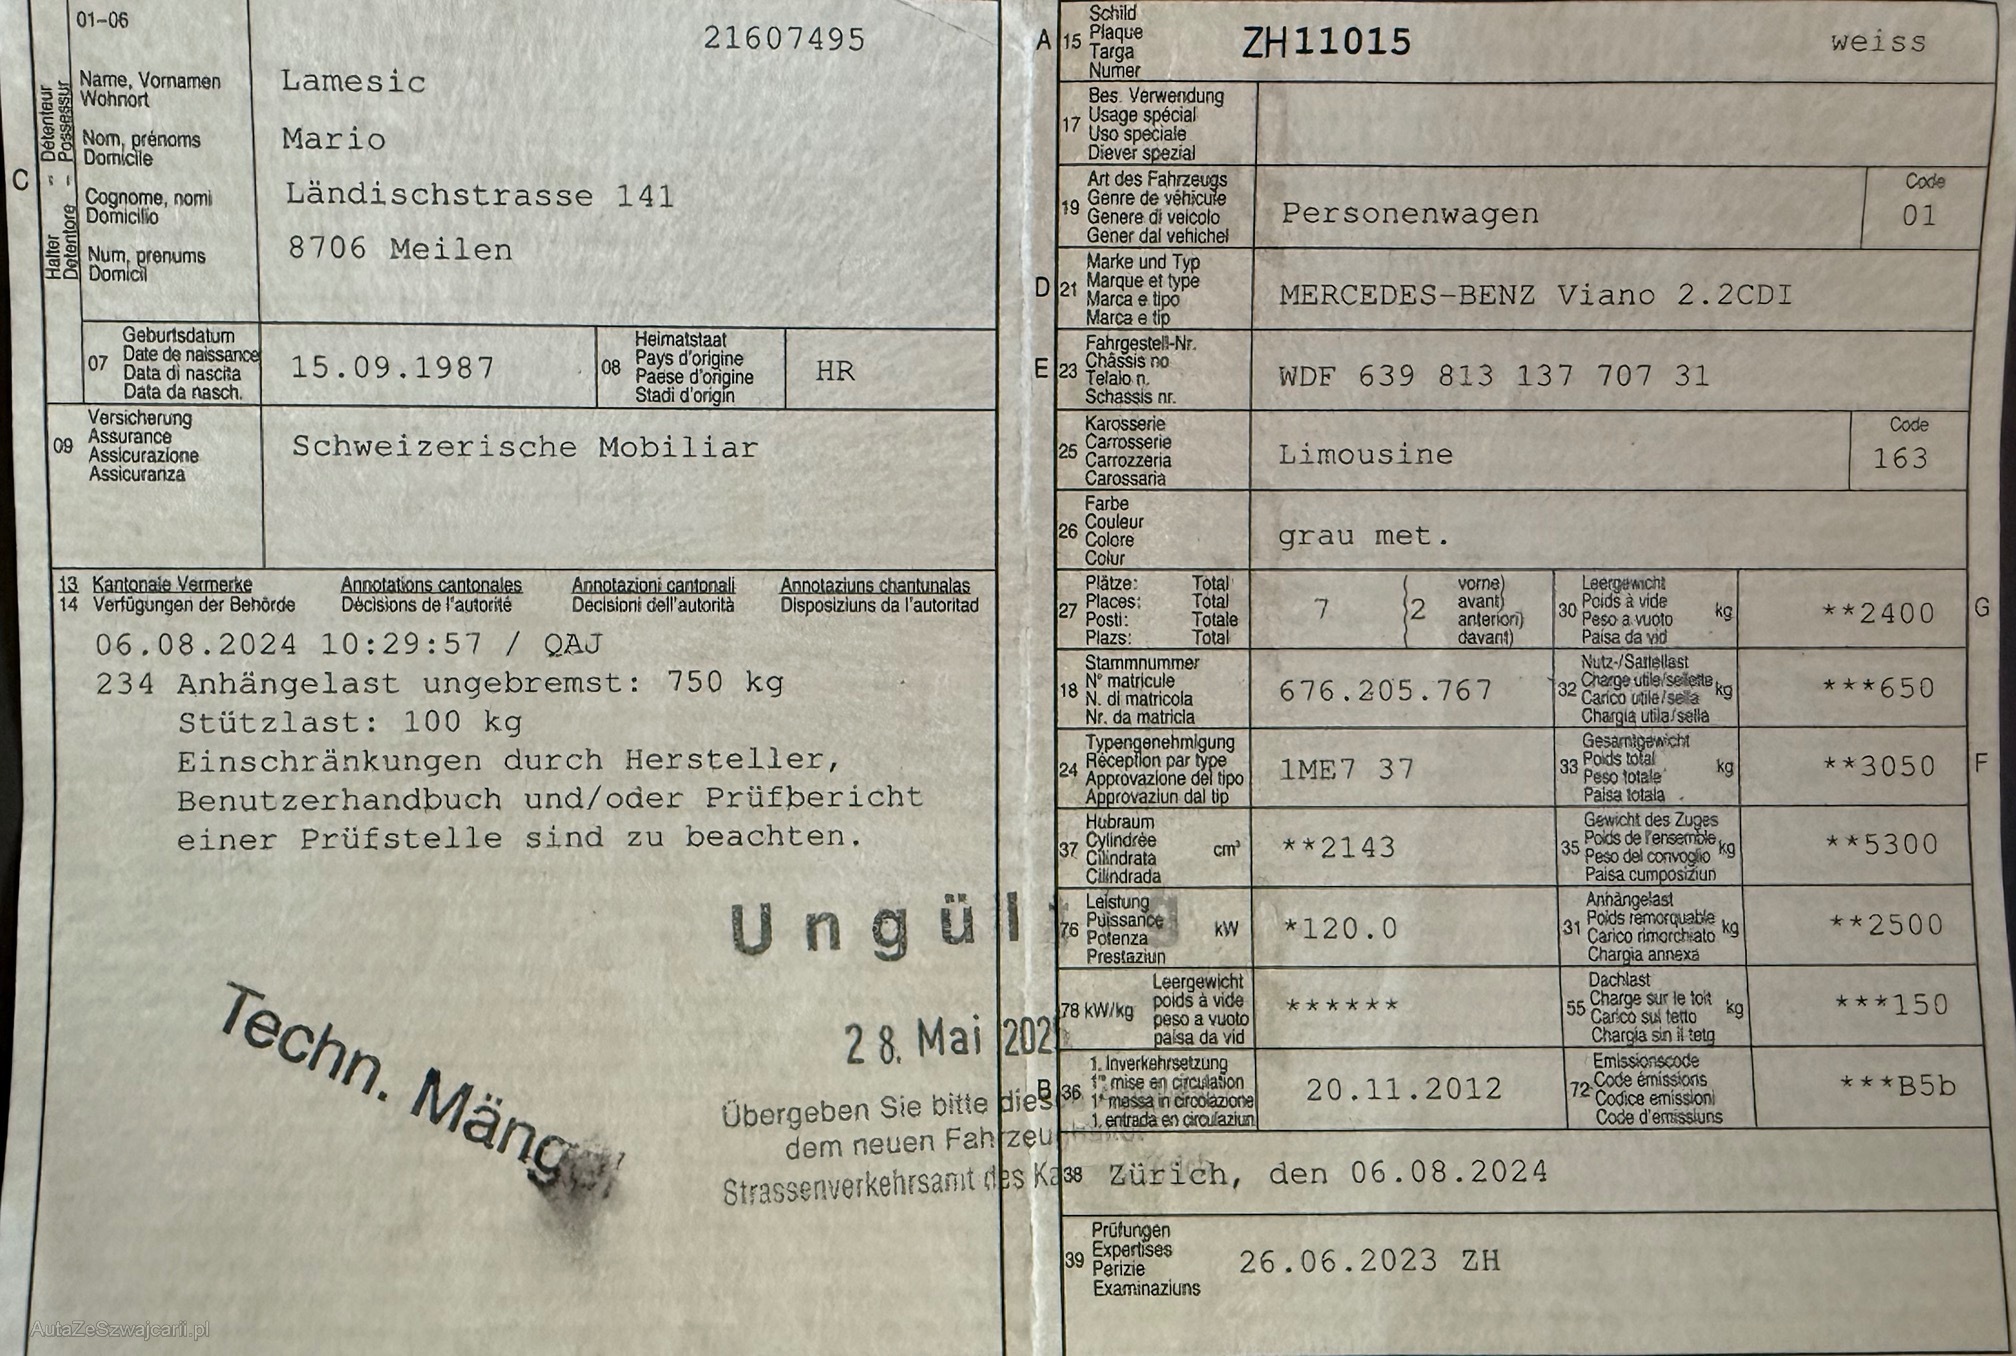 01-06
21607495
C
Halter - Détenteur
Detentore - Possessur
Name, Vornamen
Wohnort
Nom, prénoms
Domicile
Cognome, nomi
Domicilio
Num, prenums
Domicil
Lamesic
Mario
Ländischstrasse 141
8706 Meilen
07
Geburtsdatum
Date de naissance
Data di nascita
Data da nasch.
15.09.1987
08
Heimatstaat
Pays d'origine
Paese d'origine
Stadi d'origin
HR
09
Versicherung
Assurance
Assicurazione
Assicuranza
Schweizerische Mobiliar
13 Kantonale Vermerke Annotations cantonales Annotazioni cantonali Annotaziuns chantunalas
14 Verfügungen der Behörde Décisions de l'autorité Decisioni dell'autorità Disposiziuns da l'autoritad
06.08.2024 10:29:57 / QAJ
234 Anhängelast ungebremst: 750 kg
Stützlast: 100 kg
Einschränkungen durch Hersteller,
Benutzerhandbuch und/oder Prüfbericht
einer Prüfstelle sind zu beachten.
Ungül
Techn. Mängel
28. Mai 202
Übergeben Sie bitte dies
dem neuen Fahrzeu
Strassenverkehrsamt des Ka
AutaZeSzwajcarii.pl
A
15
Schild
Plaque
Targa
Numer
ZH11015 weiss
17
Bes. Verwendung
Usage spécial
Uso speciale
Diever spezial
19
Art des Fahrzeugs
Genre de véhicule
Genere di veicolo
Gener dal vehichel
Personenwagen
Code
01
D
21
Marke und Typ
Marque et type
Marca e tipo
Marca e tip
MERCEDES-BENZ Viano 2.2CDI
E
23
Fahrgestell-Nr.
Châssis no
Telaio n.
Schassis nr.
WDF 639 813 137 707 31
25
Karosserie
Carrosserie
Carrozzeria
Carossaria
Limousine
Code
163
26
Farbe
Couleur
Colore
Colur
grau met.
27
Plätze: Total
Places: Total
Posti: Totale
Plazs: Total
7
(2
vorne)
avant)
anteriori)
davant)
30
Leergewicht
Poids à vide
Peso a vuoto
Paisa da vid
kg
**2400
G
18
Stammnummer
N° matricule
N. di matricola
Nr. da matricla
676.205.767
32
Nutz-/Sattellast
Charge utile/sellette
Carico utile/sella
Chargia utila/sella
kg
***650
24
Typengenehmigung
Réception par type
Approvazione del tipo
Approvaziun dal tip
1ME7 37
33
Gesamtgewicht
Poids total
Peso totale
Paisa totala
kg
**3050
F
37
Hubraum
Cylindrée
Cilindrata
Cilindrada
cm³
**2143
35
Gewicht des Zuges
Poids de l'ensemble
Peso del convoglio
Paisa cumposiziun
kg
**5300
76
Leistung
Puissance
Potenza
Prestaziun
kW
*120.0
31
Anhängelast
Poids remorquable
Carico rimorchiato
Chargia annexa
kg
**2500
78 kW/kg
Leergewicht
poids à vide
peso a vuoto
paisa da vid
******
55
Dachlast
Charge sur le toit
Carico sul tetto
Chargia sin il tetg
kg
***150
B
36
1. Inverkehrsetzung
1re mise en circulation
1a messa in circolazione
1. entrada en circulaziun
20.11.2012
72
Emissionscode
Code émissions
Codice emissioni
Code d'emissiuns
***B5b
38 Zürich, den 06.08.2024
39
Prüfungen
Expertises
Perizie
Examinaziuns
26.06.2023 ZH